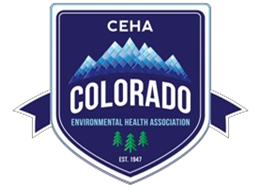 CEHA
COLORADO
ENVIRONMENTAL HEALTH ASSOCIATION
EST. 1947